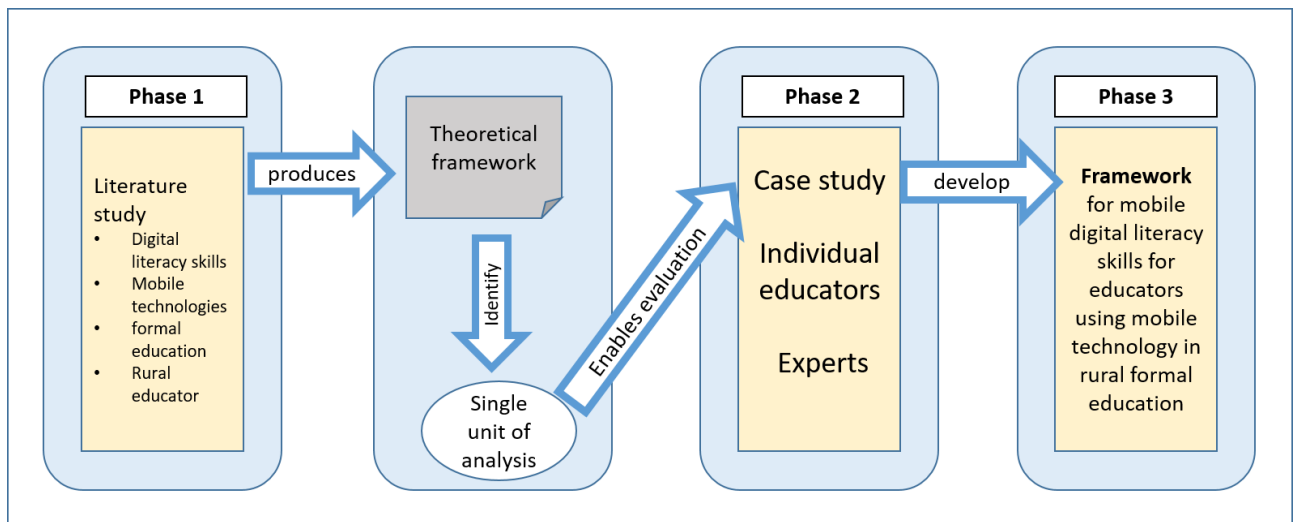 Phase 1
Literature
study
• Digital
literacy skills
• Mobile
technologies
• formal
education
• Rural
educator
produces
Theoretical
framework
Identify
Single
unit of
analysis
Enables evaluation
Phase 2
Case study
Individual
educators
Experts
develop
Phase 3
Framework
for mobile
digital literacy
skills for
educators
using mobile
technology in
rural formal
education